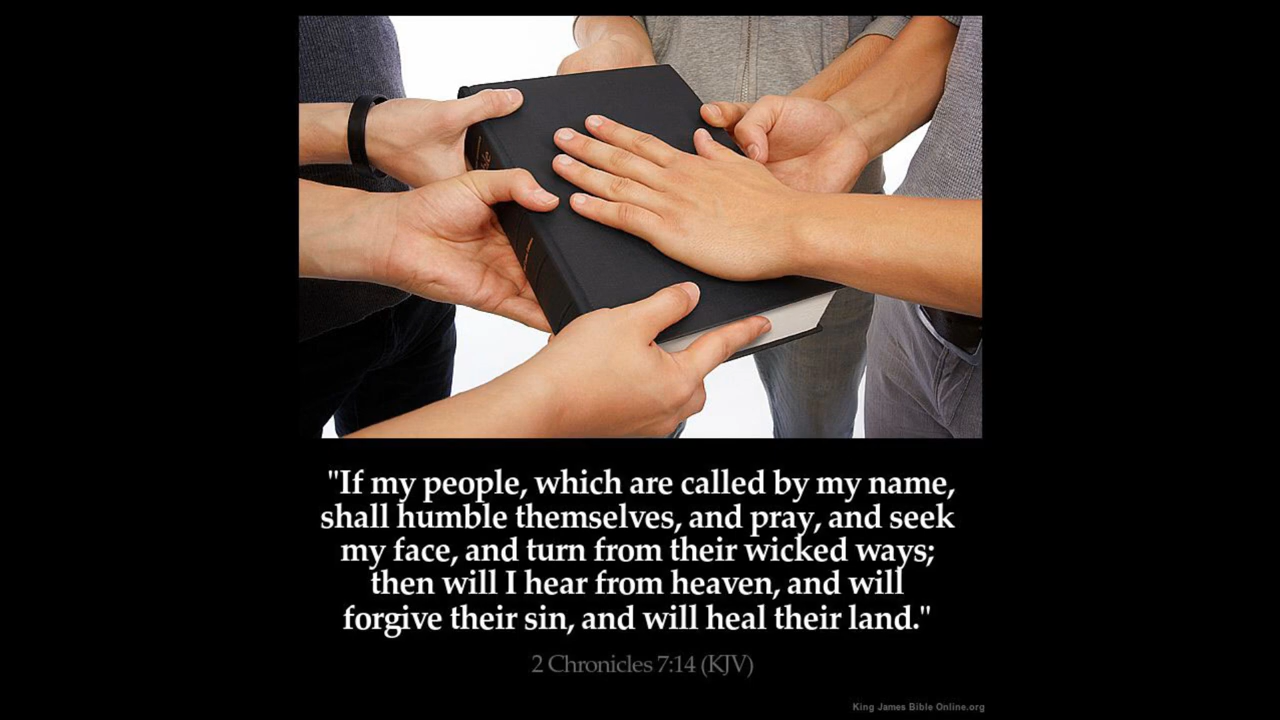 "If my people, which are called by my name,
shall humble themselves, and pray, and seek
my face, and turn from their wicked ways;
then will I hear from heaven, and will
forgive their sin, and will heal their land."
2 Chronicles 7:14 (KJV)
King James Bible Online.org